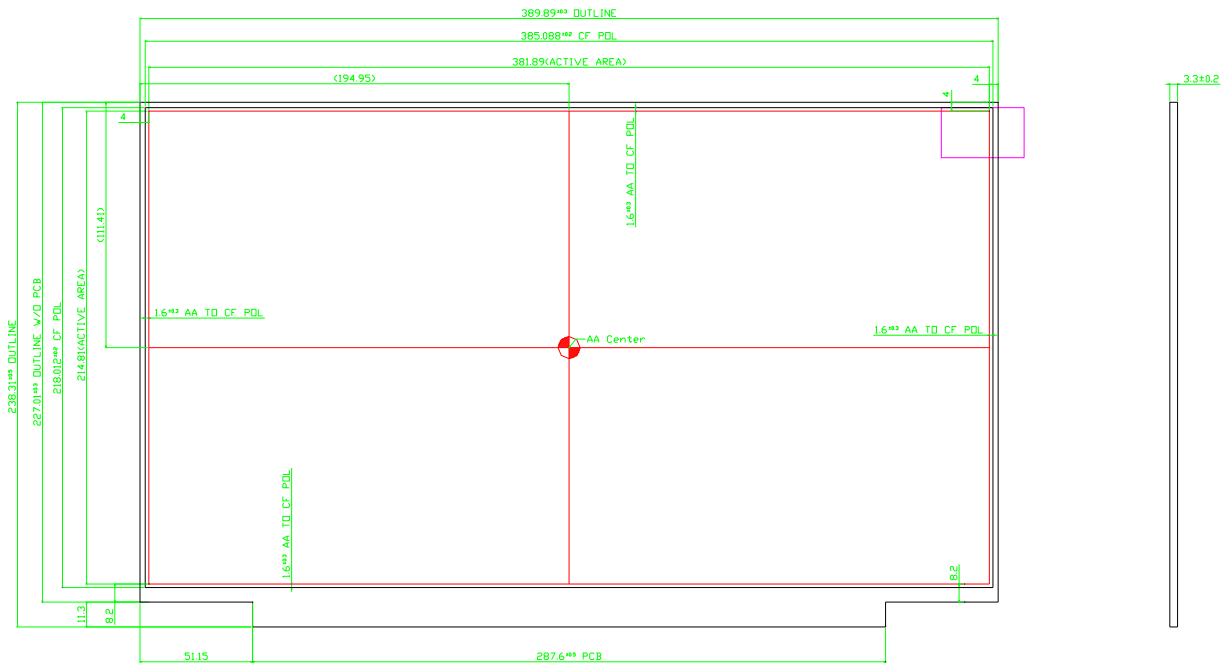 389.89±0.3 OUTLINE
385.088±0.2 CF POL
381.89(ACTIVE AREA)
(194.95)
4
3.3±0.2
4
4
1.6±0.3 AA TO CF POL
(111.41)
1.6±0.3 AA TO CF POL
1.6±0.3 AA TO CF POL
AA Center
238.31±0.5 OUTLINE
227.01±0.3 OUTLINE W/O PCB
218.012±0.2 CF POL
214.81(ACTIVE AREA)
1.6±0.3 AA TO CF POL
8.2
11.3
8.2
51.15
287.6±0.5 PCB